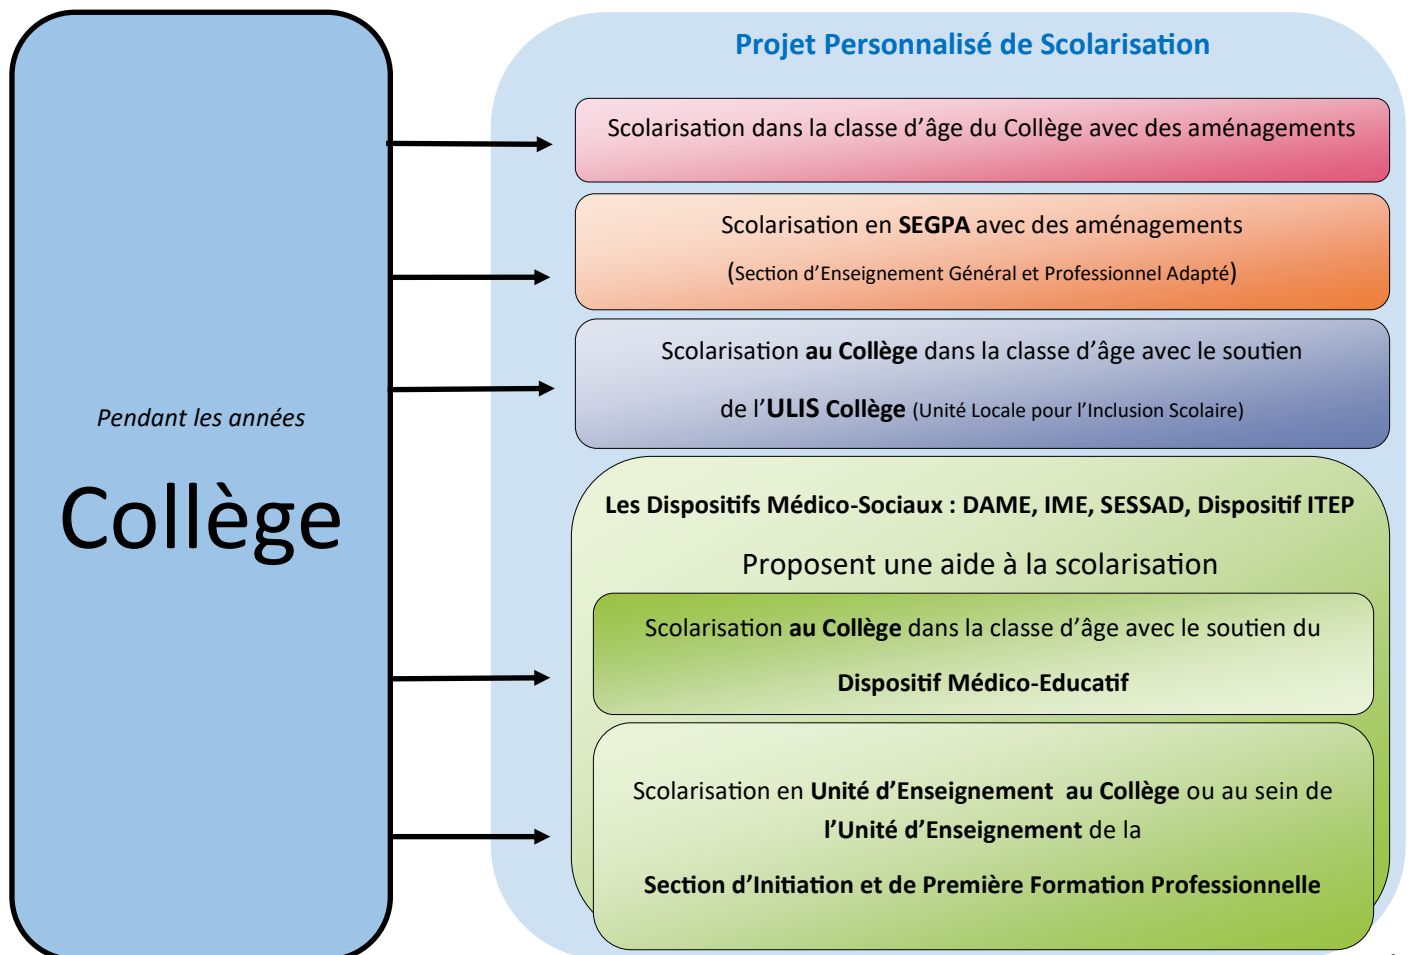 Pendant les années
Collège
Projet Personnalisé de Scolarisation
Scolarisation dans la classe d’âge du Collège avec des aménagements
Scolarisation en SEGPA avec des aménagements
(Section d’Enseignement Général et Professionnel Adapté)
Scolarisation au Collège dans la classe d’âge avec le soutien
de l’ULIS Collège (Unité Locale pour l’Inclusion Scolaire)
Les Dispositifs Médico-Sociaux : DAME, IME, SESSAD, Dispositif ITEP
Proposent une aide à la scolarisation
Scolarisation au Collège dans la classe d’âge avec le soutien du
Dispositif Médico-Educatif
Scolarisation en Unité d’Enseignement au Collège ou au sein de
l’Unité d’Enseignement de la
Section d’Initiation et de Première Formation Professionnelle